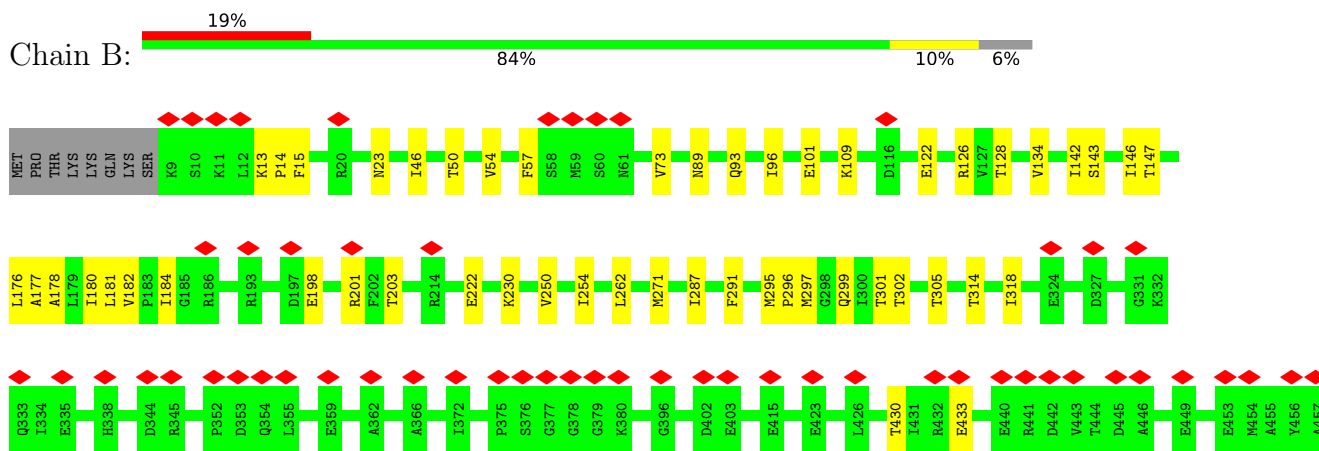 19%
Chain B:
84% 10% 6%
MET PRO THR LYS LYS GLN LYS SER K9 S10 K11 L12 K13 P14 F15 R20 N23 I46 T50 V54 F57 S58 M59 S60 N61 V73 N89 Q93 I96 E101 K109 D116 E122 R126 V127 T128 V134 I142 S143 I146 T147
L176 A177 A178 L179 I180 L181 V182 P183 I184 G185 R186 R193 D197 E198 R201 F202 T203 R214 E222 K230 V250 I254 L262 M271 I287 F291 M295 P296 M297 G298 Q299 I300 T301 T302 T305 T314 I318 E324 D327 G331 K332
Q333 I334 E335 H338 D344 R345 P352 D353 Q354 L355 E359 A362 A366 I372 P375 S376 G377 G378 G379 K380 G396 D402 E403 E415 E423 L426 T430 I431 R432 E433 E440 R441 D442 V443 T444 D445 A446 E449 E453 M454 A455 Y456 A457